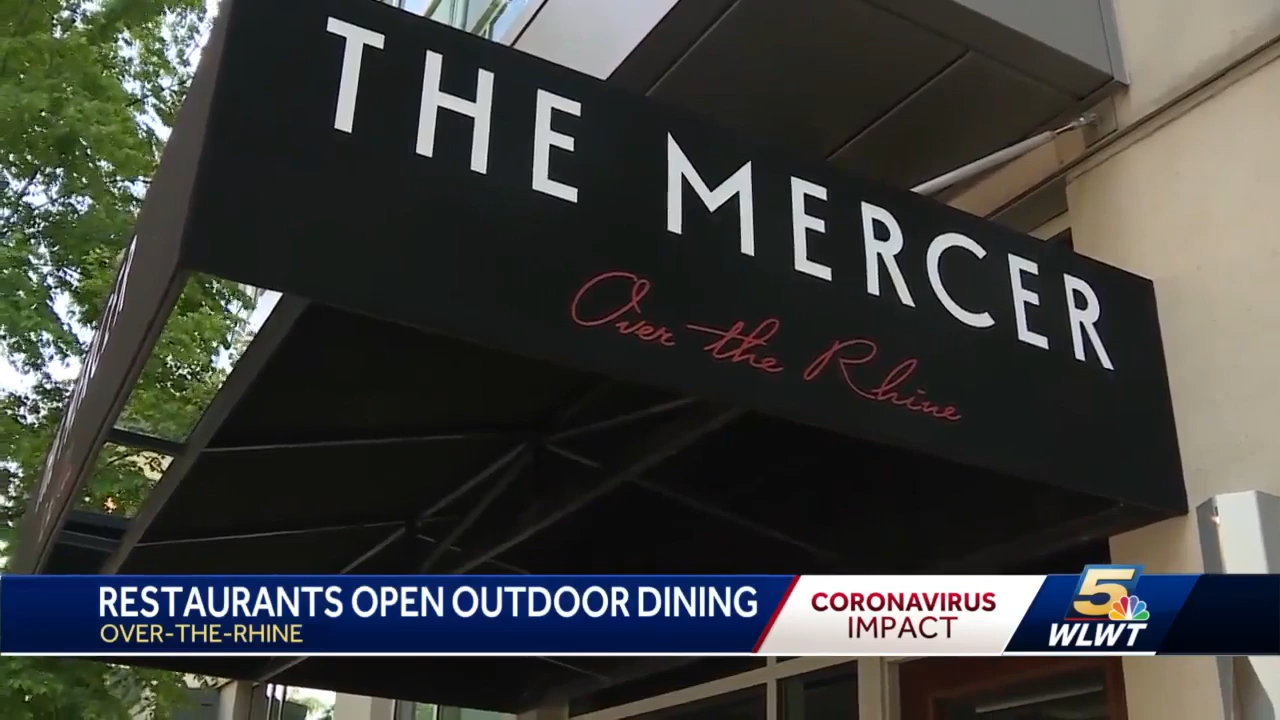 THE MERCER
Over the Rhine
RESTAURANTS OPEN OUTDOOR DINING
OVER-THE-RHINE
CORONAVIRUS
IMPACT
5
WLWT